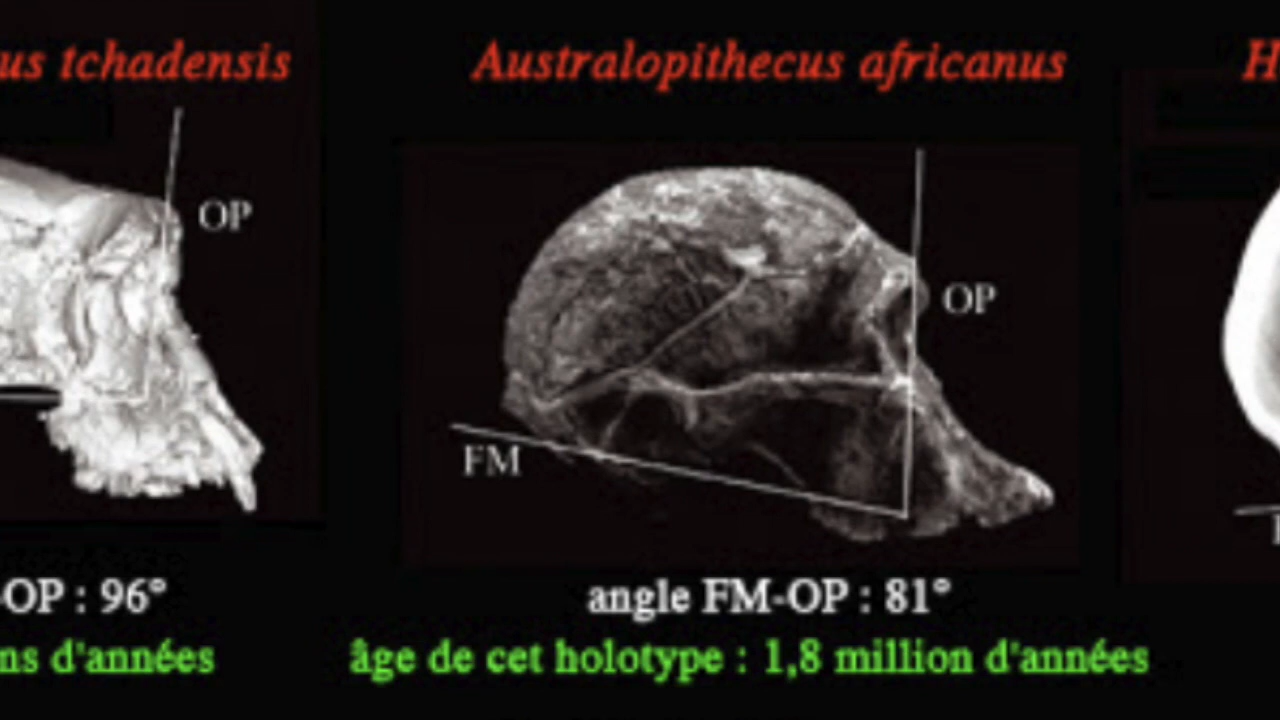 us tchadensis
Australopithecus africanus
H
OP
OP
FM
-OP : 96°
angle FM-OP : 81°
ns d'années
âge de cet holotype : 1,8 million d'années